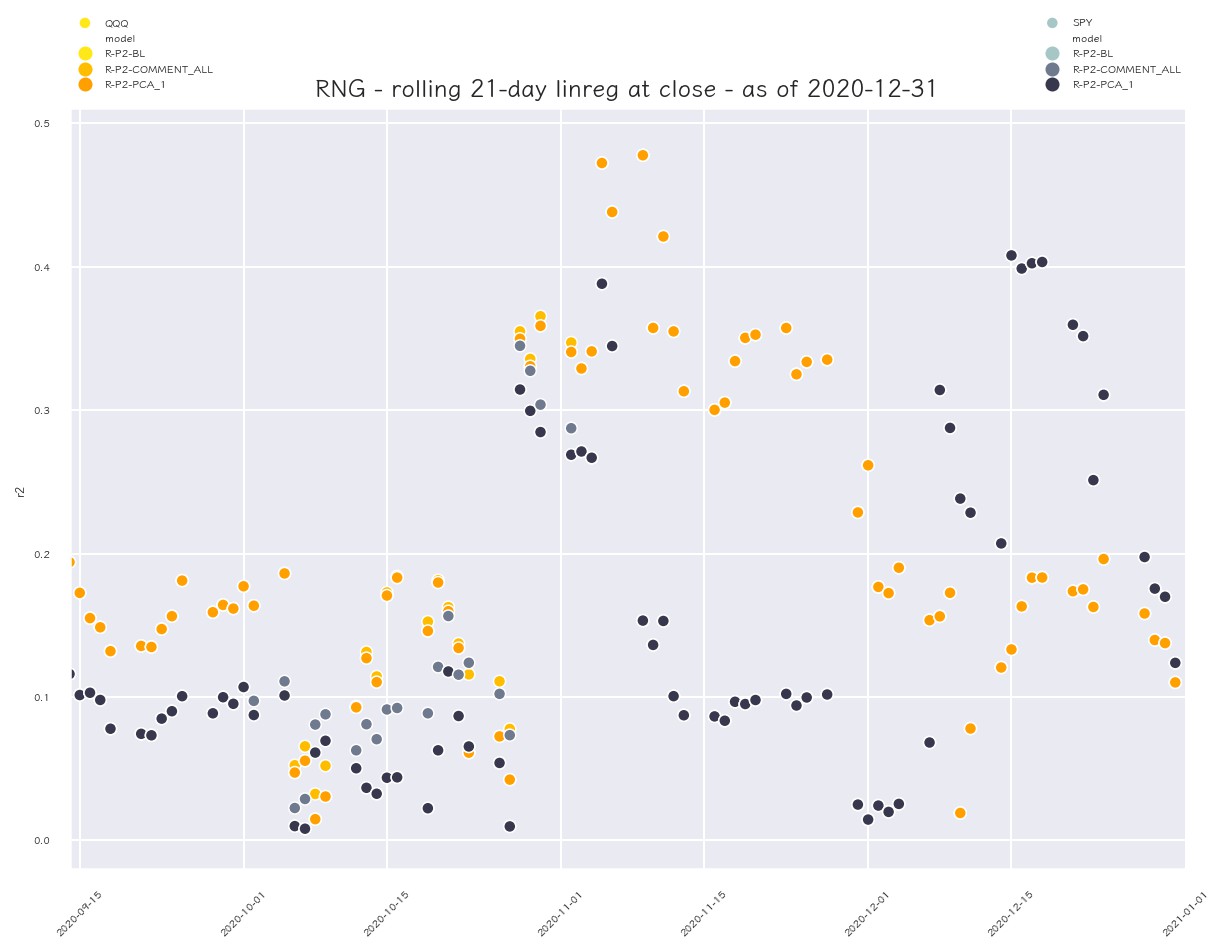 QQQ
model
R-P2-BL
R-P2-COMMENT_ALL
R-P2-PCA_1
SPY
model
R-P2-BL
R-P2-COMMENT_ALL
R-P2-PCA_1
RNG - rolling 21-day linreg at close - as of 2020-12-31
0.5
0.4
0.3
r2
0.2
0.1
0.0
2020-09-15
2020-10-01
2020-10-15
2020-11-01
2020-11-15
2020-12-01
2020-12-15
2021-01-01